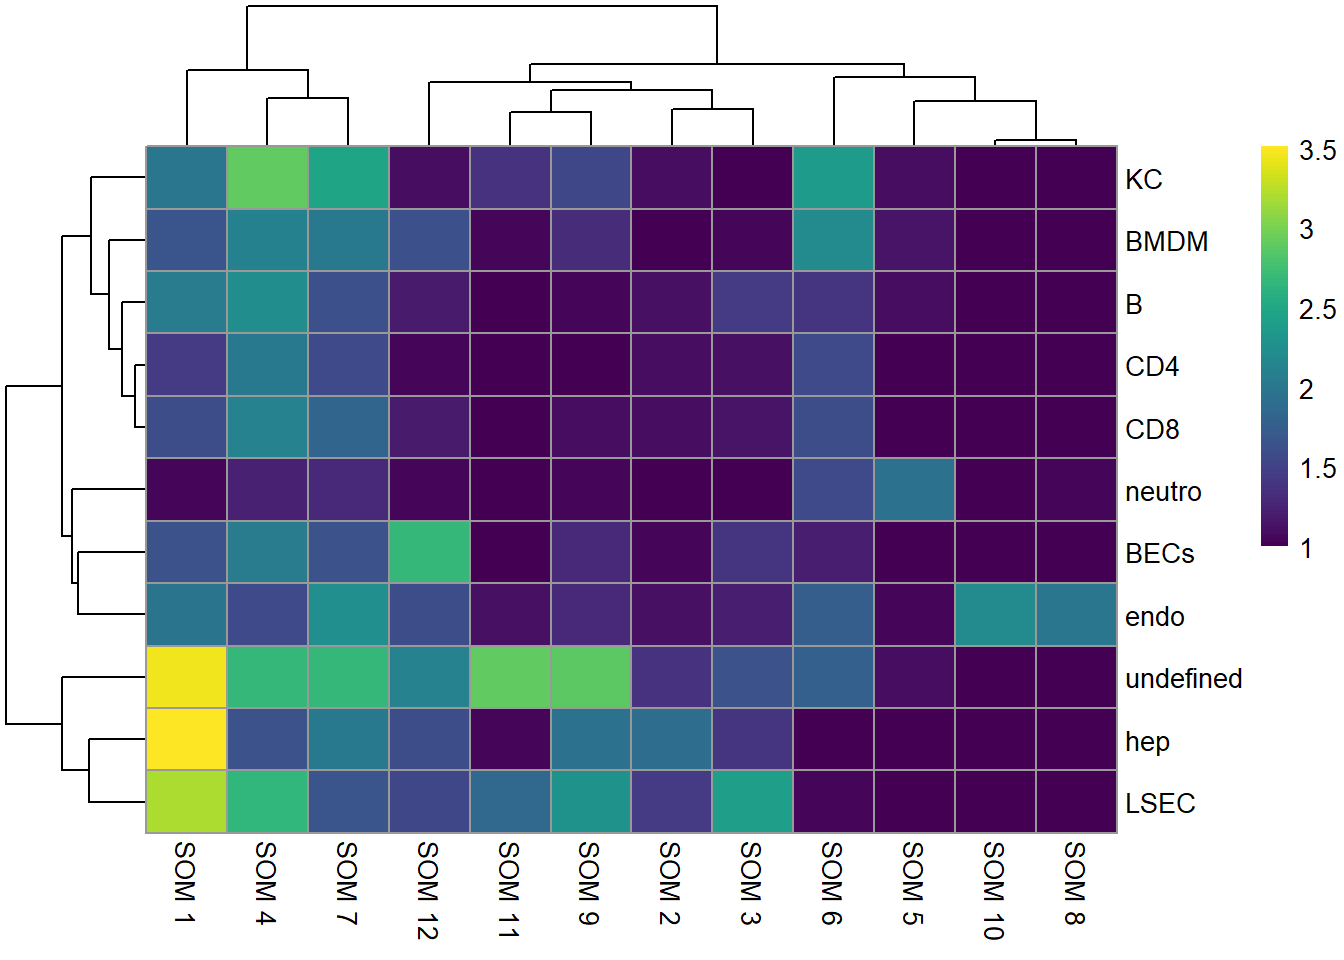 KC
BMDM
B
CD4
CD8
neutro
BECs
endo
undefined
hep
LSEC
3.5
3
2.5
2
1.5
1
SOM 1
SOM 4
SOM 7
SOM 12
SOM 11
SOM 9
SOM 2
SOM 3
SOM 6
SOM 5
SOM 10
SOM 8